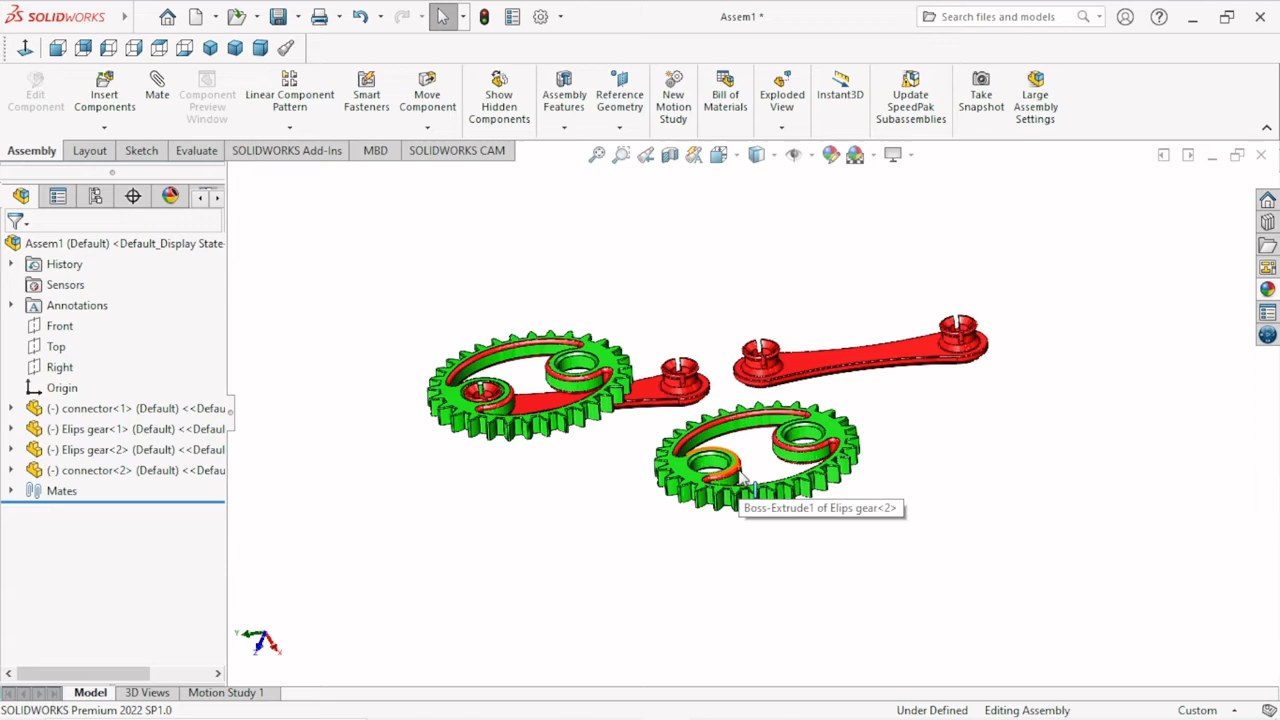 SOLIDWORKS
Assem1 *
Search files and models
Edit Component
Insert Components
Mate
Component Preview Window
Linear Component Pattern
Smart Fasteners
Move Component
Show Hidden Components
Assembly Features
Reference Geometry
New Motion Study
Bill of Materials
Exploded View
Instant3D
Update SpeedPak Subassemblies
Take Snapshot
Large Assembly Settings
Assembly
Layout
Sketch
Evaluate
SOLIDWORKS Add-Ins
MBD
SOLIDWORKS CAM
Assem1 (Default) <Default_Display State
History
Sensors
Annotations
Front
Top
Right
Origin
(-) connector<1> (Default) <<Defau
(-) Elips gear<1> (Default) <<Defaul
(-) Elips gear<2> (Default) <<Defaul
(-) connector<2> (Default) <<Defau
Mates
Boss-Extrude1 of Elips gear<2>
Y
Z
X
Model
3D Views
Motion Study 1
SOLIDWORKS Premium 2022 SP1.0
Under Defined
Editing Assembly
Custom